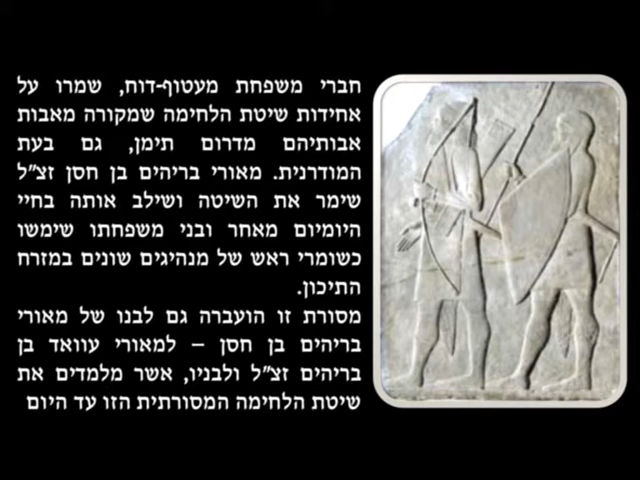 חברי משפחת מעטוף-דוח, שמרו על
אחידות שיטת הלחימה שמקורה מאבות
אבותיהם מדרום תימן, גם בעת
המודרנית. מאורי בריהים בן חסן זצ"ל
שימר את השיטה ושילב אותה בחיי
היומיום מאחר ובני משפחתו שימשו
כשומרי ראש של מנהיגים שונים במזרח
התיכון.
מסורת זו הועברה גם לבנו של מאורי
בריהים בן חסן – למאורי עוואד בן
בריהים זצ"ל ולבניו, אשר מלמדים את
שיטת הלחימה המסורתית הזו עד היום